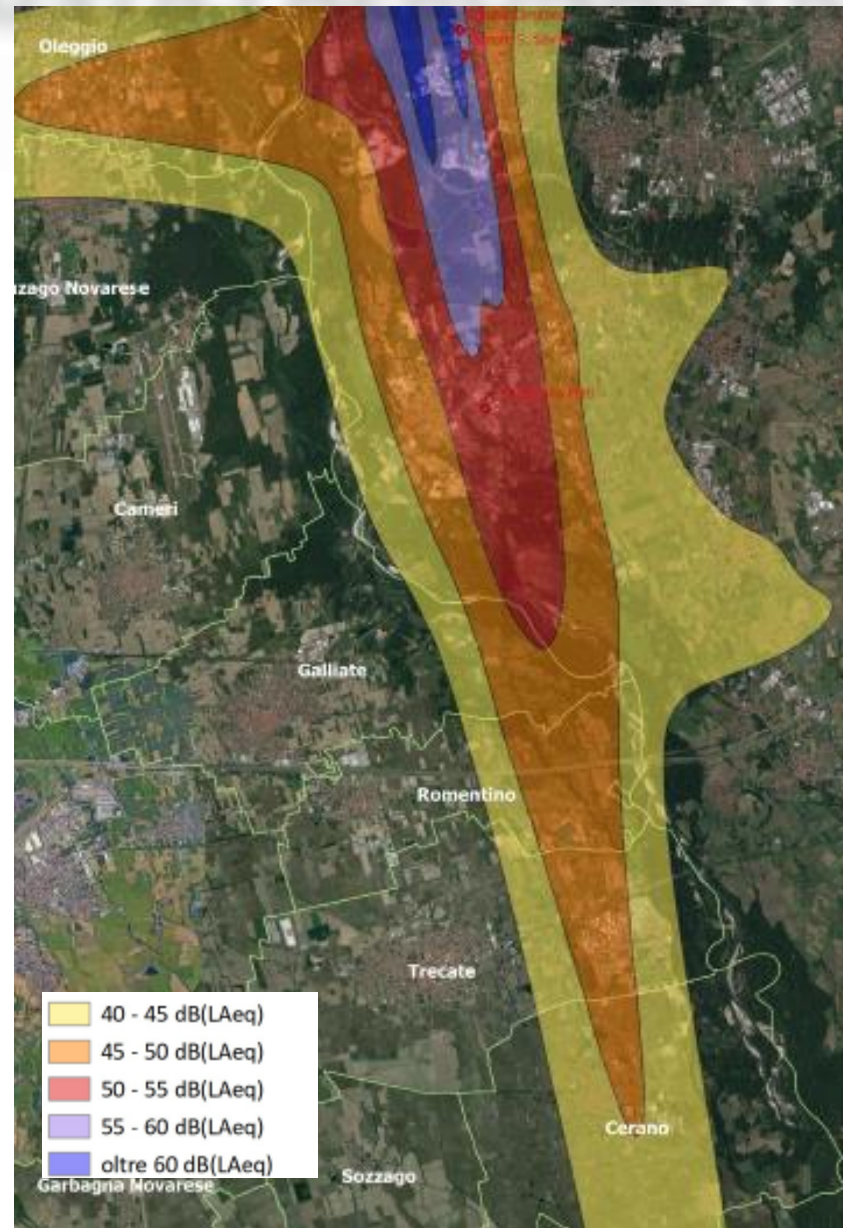 Oleggio
zago Novarese
Cameri
Galliate
Romentino
Trecate
Cerano
Sozzago
Garbagna Novarese
40 - 45 dB(LAeq)
45 - 50 dB(LAeq)
50 - 55 dB(LAeq)
55 - 60 dB(LAeq)
oltre 60 dB(LAeq)